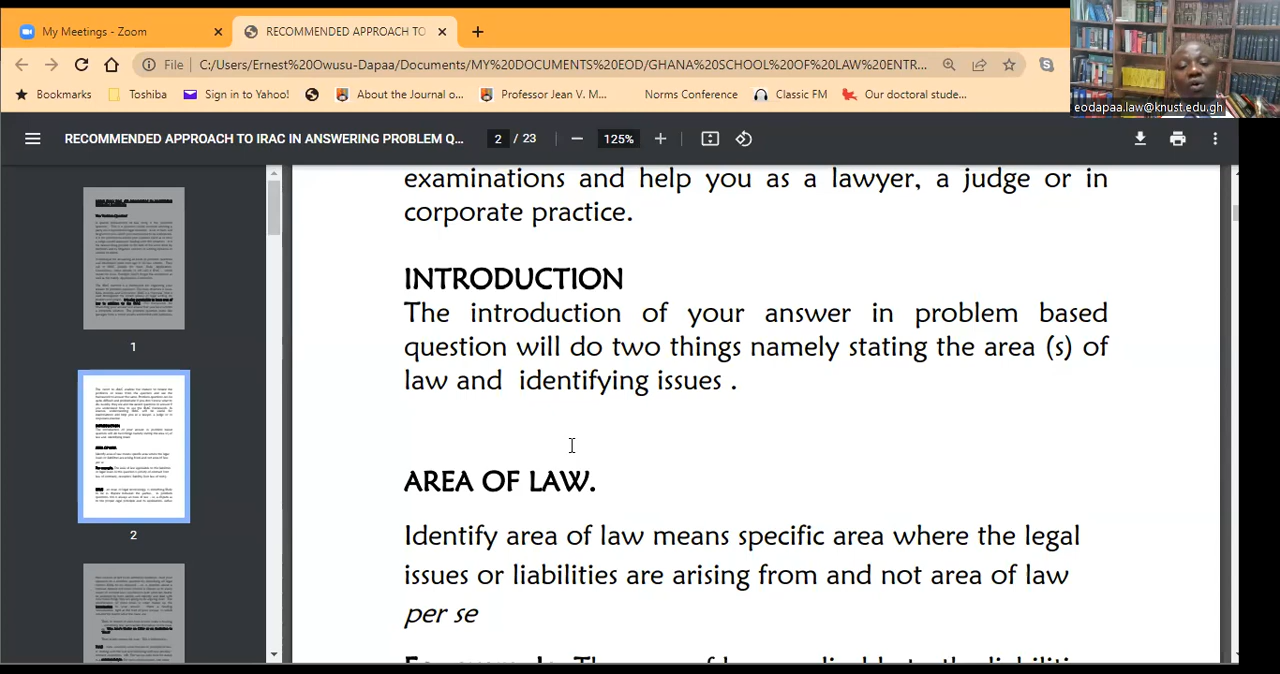 My Meetings - Zoom
RECOMMENDED APPROACH TO
File
C:/Users/Ernest%20Owusu-Dapaa/Documents/MY%20DOCUMENTS%20EOD/GHANA%20SCHOOL%20OF%20LAW%20ENTR...
Bookmarks
Toshiba
Sign in to Yahoo!
About the Journal o...
Professor Jean V. M...
Norms Conference
Classic FM
Our doctoral stude...
eodapaa.law@knust.edu.gh
RECOMMENDED APPROACH TO IRAC IN ANSWERING PROBLEM Q...
2 / 23
125%
1
2
examinations and help you as a lawyer, a judge or in
corporate practice.
INTRODUCTION
The introduction of your answer in problem based
question will do two things namely stating the area (s) of
law and identifying issues .
AREA OF LAW.
Identify area of law means specific area where the legal
issues or liabilities are arising from and not area of law
per se